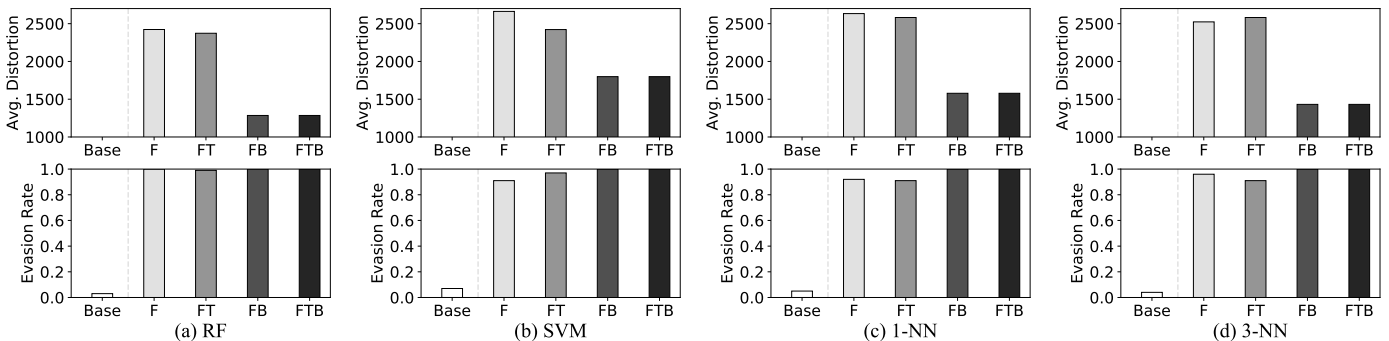 Avg. Distortion
2500
2000
1500
1000
Base F FT FB FTB
Evasion Rate
1.0
0.8
0.6
0.4
0.2
0.0
Base F FT FB FTB
(a) RF
Avg. Distortion
2500
2000
1500
1000
Base F FT FB FTB
Evasion Rate
1.0
0.8
0.6
0.4
0.2
0.0
Base F FT FB FTB
(b) SVM
Avg. Distortion
2500
2000
1500
1000
Base F FT FB FTB
Evasion Rate
1.0
0.8
0.6
0.4
0.2
0.0
Base F FT FB FTB
(c) 1-NN
Avg. Distortion
2500
2000
1500
1000
Base F FT FB FTB
Evasion Rate
1.0
0.8
0.6
0.4
0.2
0.0
Base F FT FB FTB
(d) 3-NN